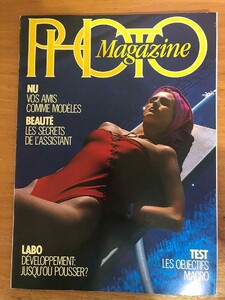 PHOTO
Magazine
NU
VOS AMIS
COMME MODÈLES
BEAUTÉ
LES SECRETS
DE L'ASSISTANT
LABO
DÉVELOPPEMENT:
JUSQU'OÙ POUSSER?
TEST
LES OBJECTIFS
MACRO